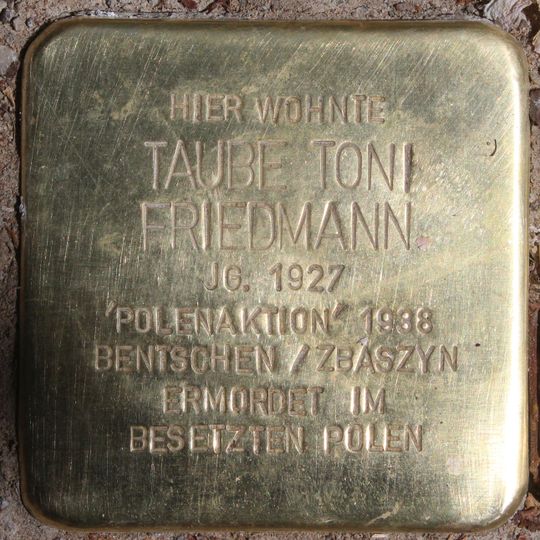 HIER WOHNTE
TAUBE TONI
FRIEDMANN
JG. 1927
'POLENAKTION' 1938
BENTSCHEN / ZBASZYN
ERMORDET IM
BESETZTEN POLEN